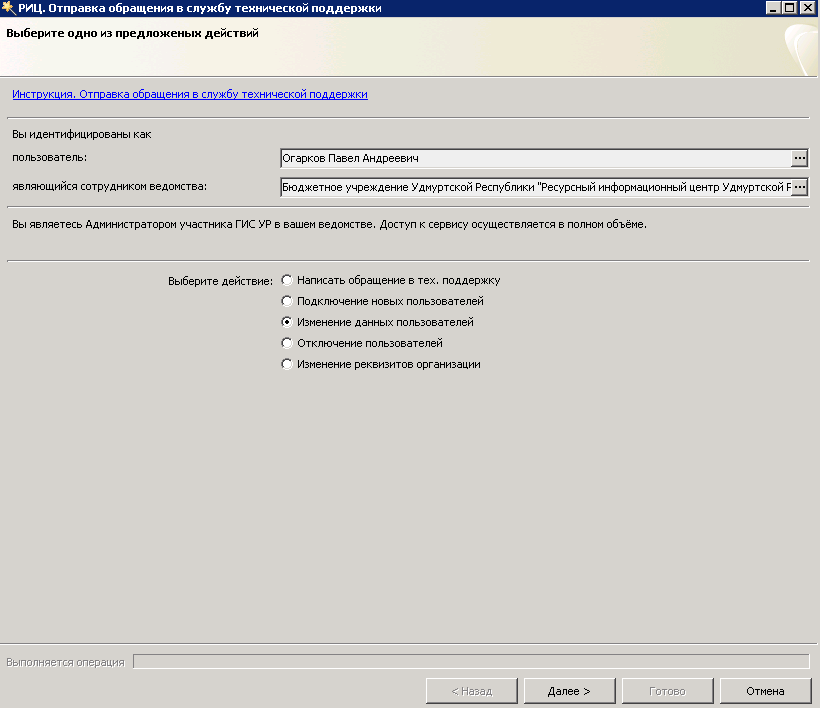 РИЦ. Отправка обращения в службу технической поддержки
Выберите одно из предложеных действий
Инструкция. Отправка обращения в службу технической поддержки
Вы идентифицированы как
пользователь:
Огарков Павел Андреевич
...
являющийся сотрудником ведомства:
Бюджетное учреждение Удмуртской Республики "Ресурсный информационный центр Удмуртской Р
...
Вы являетесь Администратором участника ГИС УР в вашем ведомстве. Доступ к сервису осуществляется в полном объёме.
Выберите действие:
Написать обращение в тех. поддержку
Подключение новых пользователей
Изменение данных пользователей
Отключение пользователей
Изменение реквизитов организации
Выполняется операция
< Назад
Далее >
Готово
Отмена